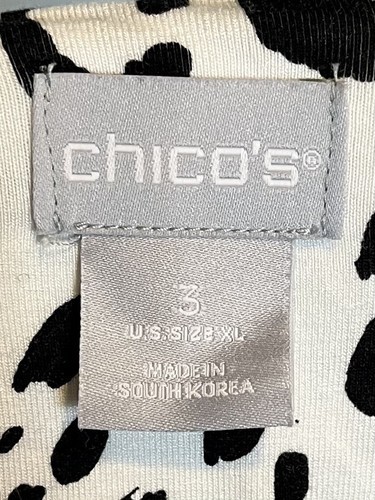 chico's®
3
U.S. SIZE XL
MADE IN
SOUTH KOREA